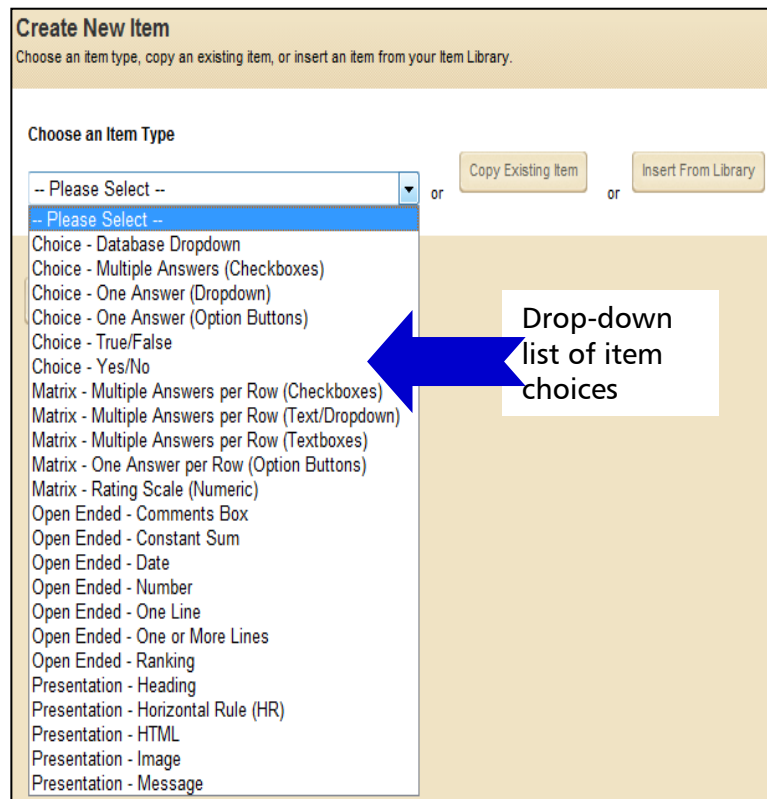 Create New Item
Choose an item type, copy an existing item, or insert an item from your Item Library.
Choose an Item Type
-- Please Select --
or
Copy Existing Item
or
Insert From Library
-- Please Select --
Choice - Database Dropdown
Choice - Multiple Answers (Checkboxes)
Choice - One Answer (Dropdown)
Choice - One Answer (Option Buttons)
Choice - True/False
Choice - Yes/No
Matrix - Multiple Answers per Row (Checkboxes)
Matrix - Multiple Answers per Row (Text/Dropdown)
Matrix - Multiple Answers per Row (Textboxes)
Matrix - One Answer per Row (Option Buttons)
Matrix - Rating Scale (Numeric)
Open Ended - Comments Box
Open Ended - Constant Sum
Open Ended - Date
Open Ended - Number
Open Ended - One Line
Open Ended - One or More Lines
Open Ended - Ranking
Presentation - Heading
Presentation - Horizontal Rule (HR)
Presentation - HTML
Presentation - Image
Presentation - Message
Drop-down
list of item
choices